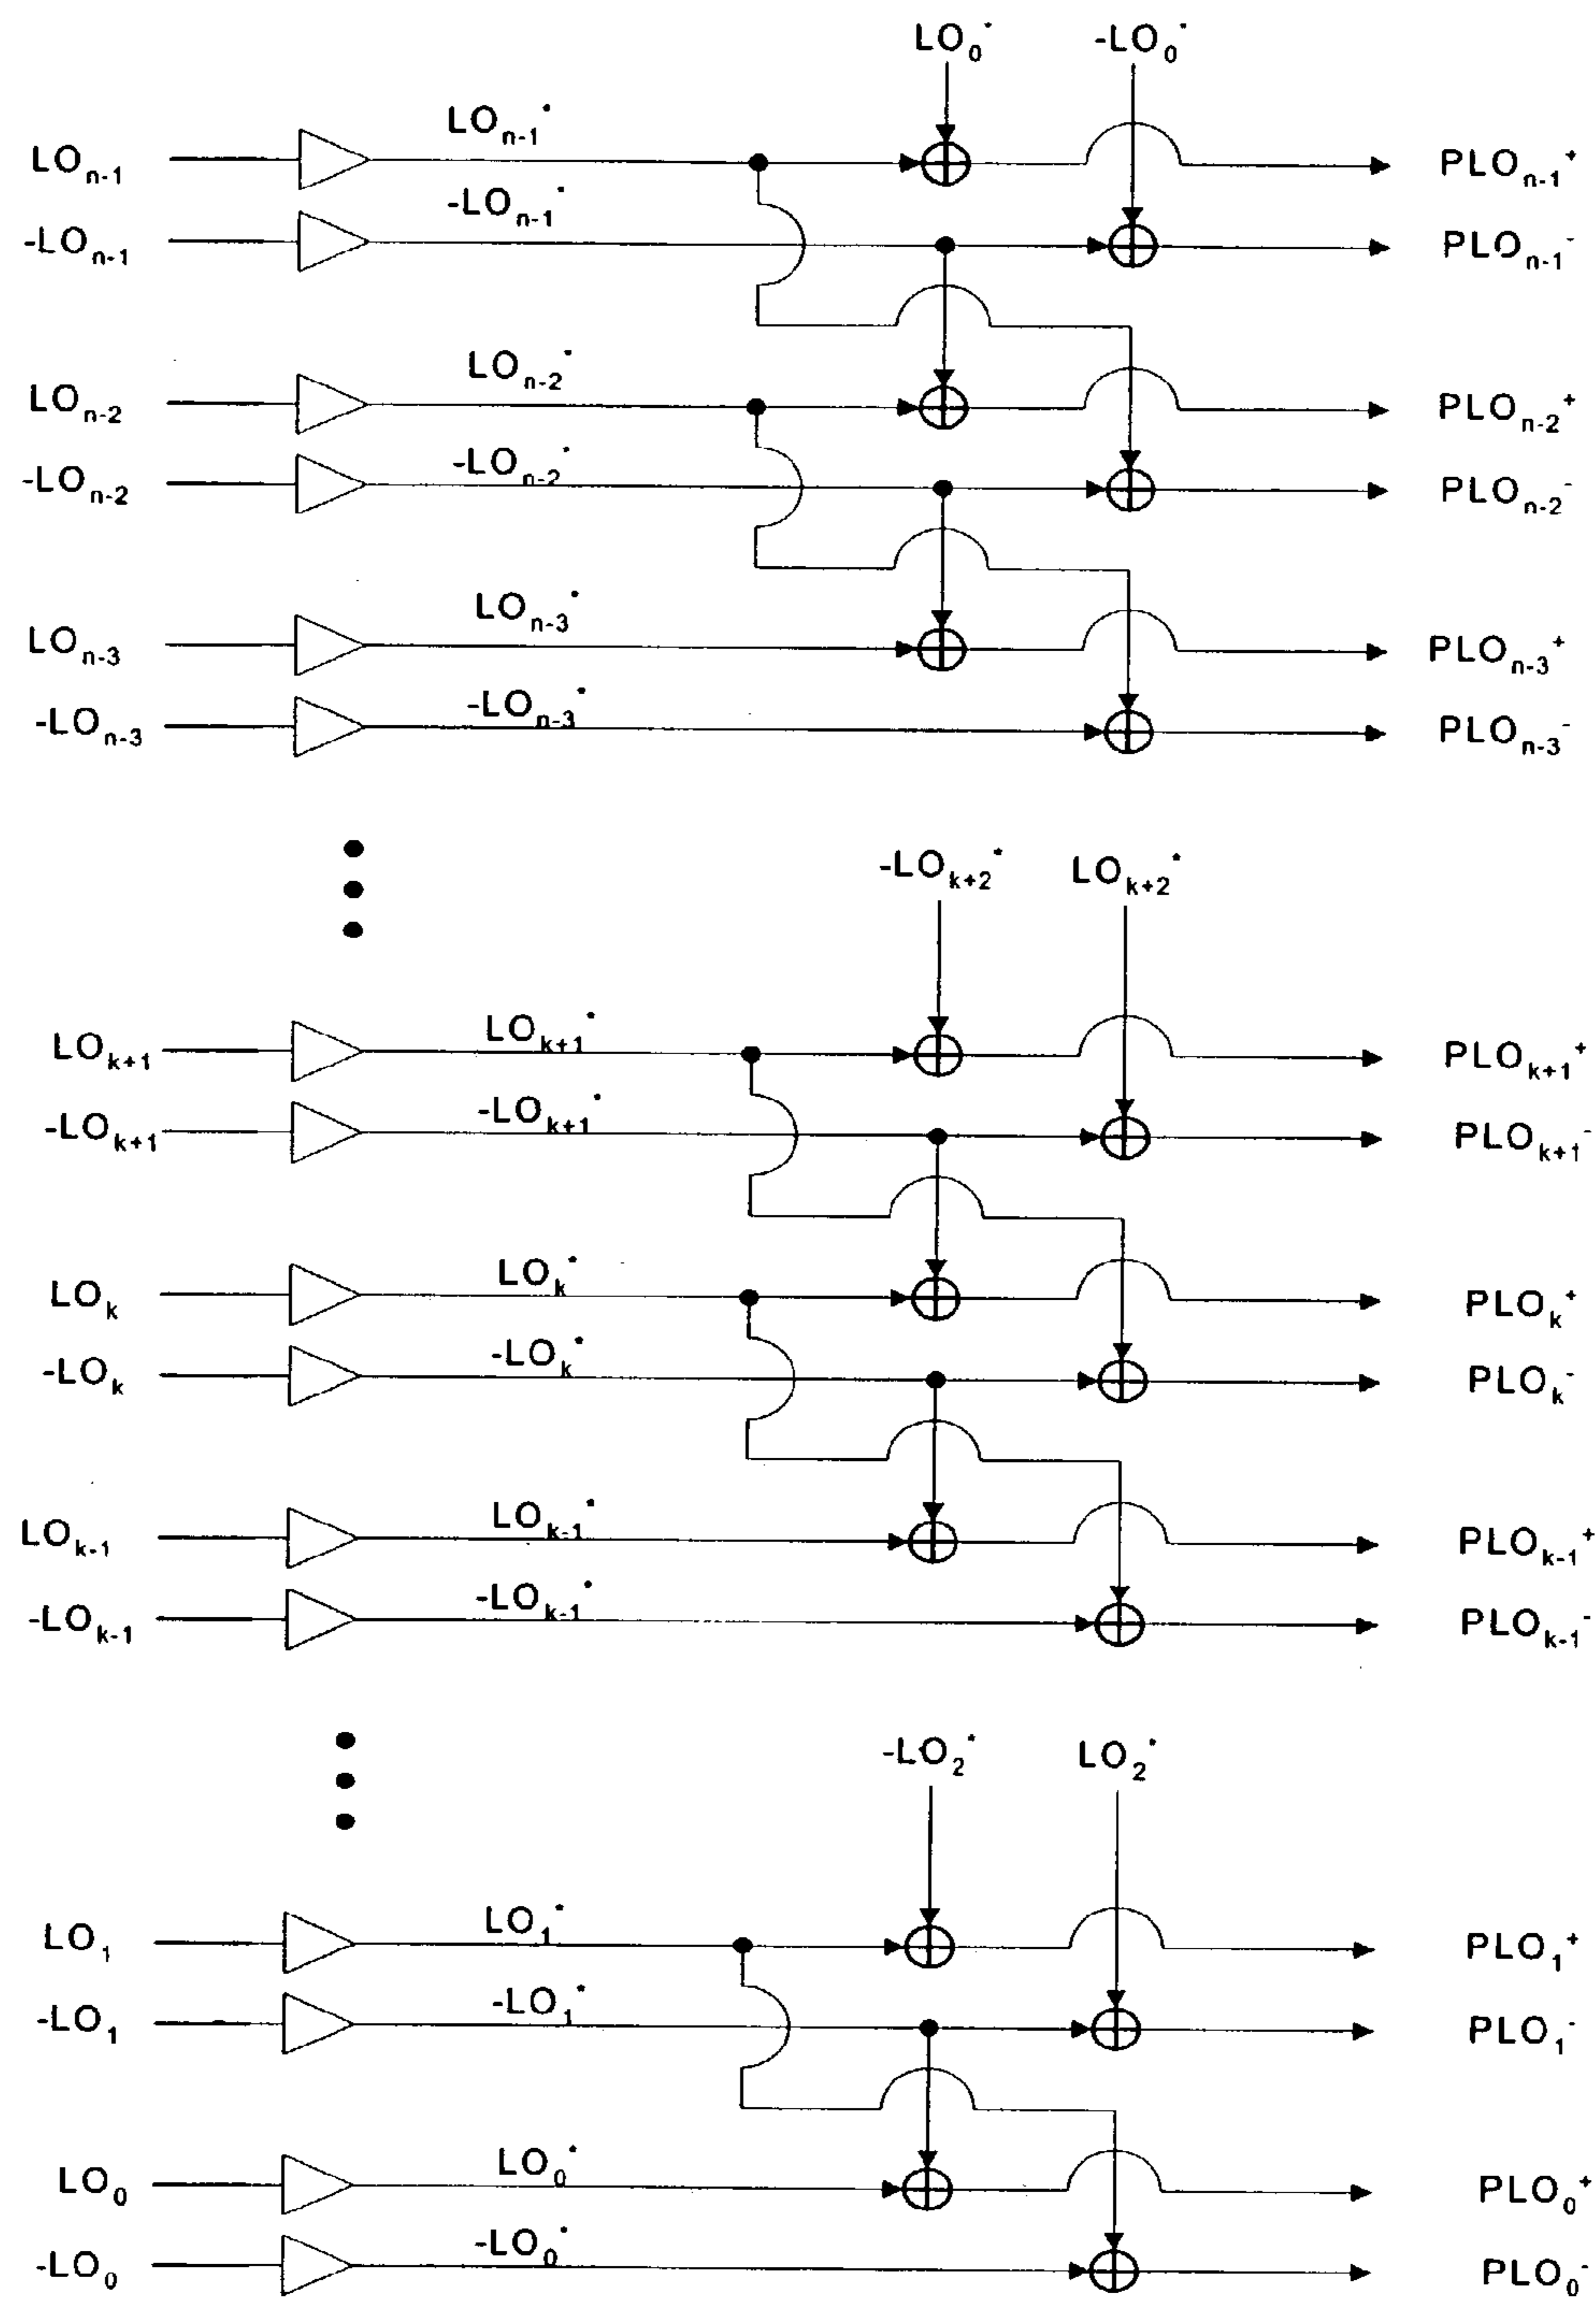 LO₀* -LO₀*
LOₙ₋₁ LOₙ₋₁* PLOₙ₋₁⁺
-LOₙ₋₁ -LOₙ₋₁* PLOₙ₋₁⁻
LOₙ₋₂ LOₙ₋₂* PLOₙ₋₂⁺
-LOₙ₋₂ -LOₙ₋₂* PLOₙ₋₂⁻
LOₙ₋₃ LOₙ₋₃* PLOₙ₋₃⁺
-LOₙ₋₃ -LOₙ₋₃* PLOₙ₋₃⁻
-LOₖ₊₂* LOₖ₊₂*
LOₖ₊₁ LOₖ₊₁* PLOₖ₊₁⁺
-LOₖ₊₁ -LOₖ₊₁* PLOₖ₊₁⁻
LOₖ LOₖ* PLOₖ⁺
-LOₖ -LOₖ* PLOₖ⁻
LOₖ₋₁ LOₖ₋₁* PLOₖ₋₁⁺
-LOₖ₋₁ -LOₖ₋₁* PLOₖ₋₁⁻
-LO₂* LO₂*
LO₁ LO₁* PLO₁⁺
-LO₁ -LO₁* PLO₁⁻
LO₀ LO₀* PLO₀⁺
-LO₀ -LO₀* PLO₀⁻